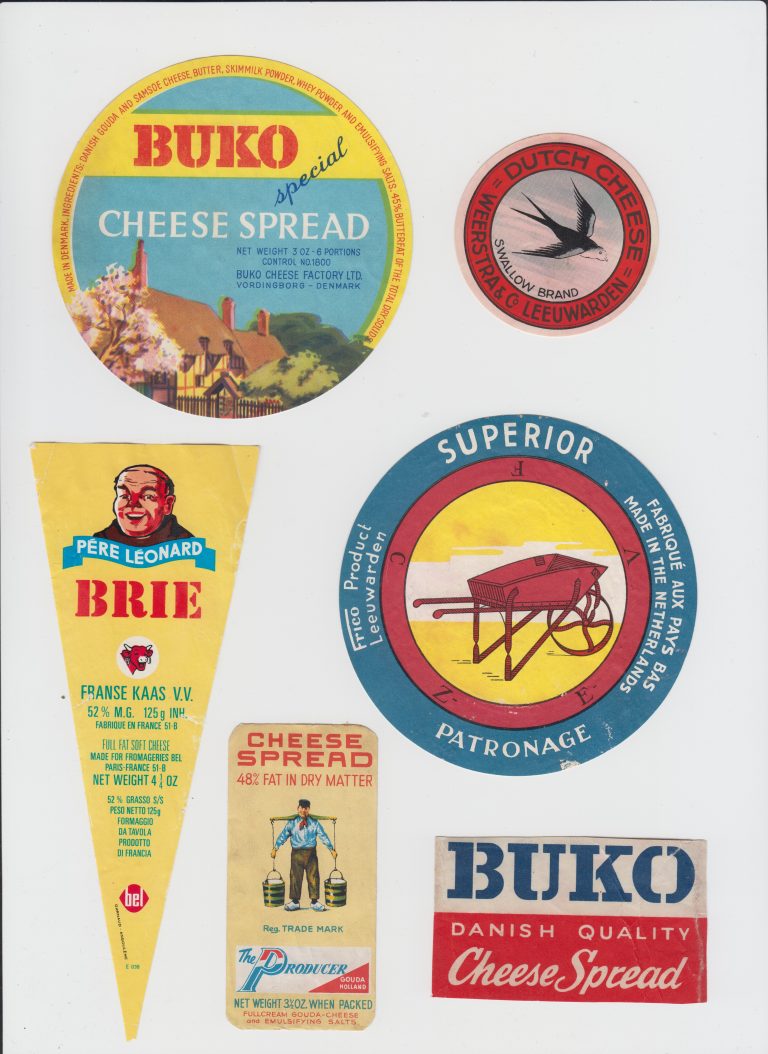 MADE IN DENMARK. INGREDIENTS: DANISH GOUDA AND SAMSOE CHEESE, BUTTER, SKIMMILK POWDER, WHEY POWDER AND EMULSIFYING SALTS. 45% BUTTERFAT OF THE TOTAL DRY SOLIDS
BUKO
special
CHEESE SPREAD
NET WEIGHT 3 OZ - 6 PORTIONS
CONTROL NO. 1800
BUKO CHEESE FACTORY LTD.
VORDINGBORG - DENMARK
= DUTCH CHEESE =
WEERSTRA & Co LEEUWARDEN
SWALLOW BRAND
PÉRE LÉONARD
BRIE
FRANSE KAAS V.V.
52% M.G. 125 g INH.
FABRIQUE EN FRANCE 51-B
FULL FAT SOFT CHEESE
MADE FOR FROMAGERIES BEL
PARIS-FRANCE 51-B
NET WEIGHT 4 1/4 OZ
52 % GRASSO S/S
PESO NETTO 125g
FORMAGGIO
DA TAVOLA
PRODOTTO
DI FRANCIA
bel
E 038
SUPERIOR
Frico Product
Leeuwarden
FABRIQUÉ AUX PAYS BAS
MADE IN THE NETHERLANDS
F
C
V
Z-
E-
PATRONAGE
CHEESE
SPREAD
48% FAT IN DRY MATTER
Reg. TRADE MARK
The
PRODUCER
GOUDA
HOLLAND
NET WEIGHT 3½OZ. WHEN PACKED
FULLCREAM GOUDA-CHEESE
and EMULSIFYING SALTS
BUKO
DANISH QUALITY
Cheese Spread